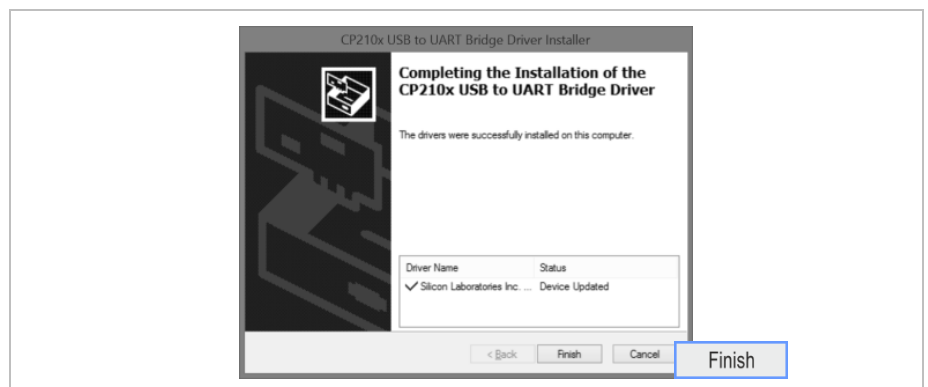 CP210x USB to UART Bridge Driver Installer
Completing the Installation of the
CP210x USB to UART Bridge Driver
The drivers were successfully installed on this computer.
Driver Name Status
Silicon Laboratories Inc. ... Device Updated
< Back Finish Cancel
Finish